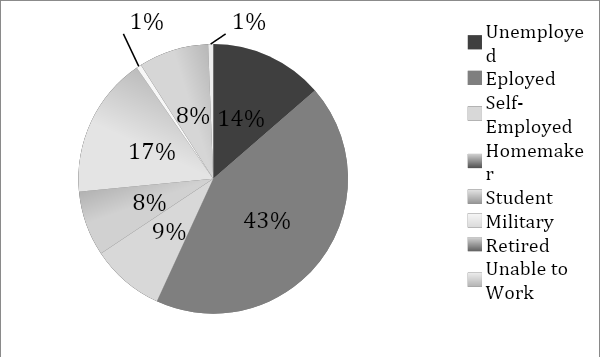 1%
1%
8%
14%
17%
8%
9%
43%
Unemploye
d
Eployed
Self-
Employed
Homemake
r
Student
Military
Retired
Unable to
Work